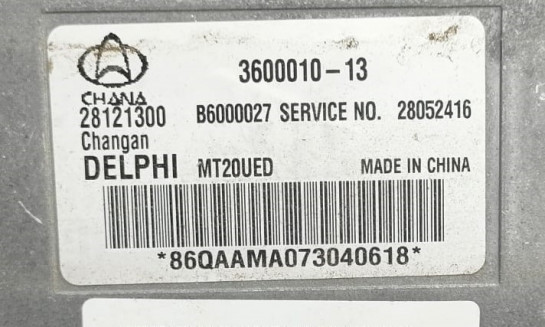 3600010-13
CHANA
28121300 B6000027 SERVICE NO. 28052416
Changan
DELPHI MT20UED MADE IN CHINA
*86QAAMA073040618*